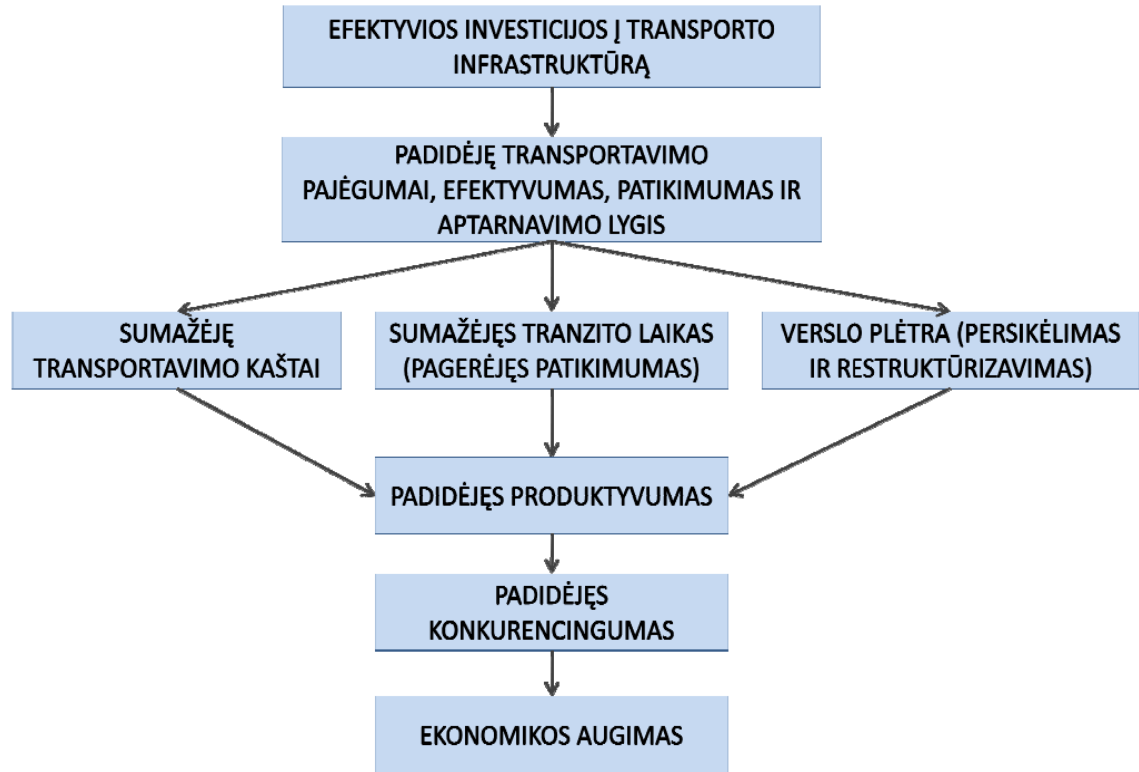 EFEKTYVIOS INVESTICIJOS Į TRANSPORTO
INFRASTRUKTŪRĄ
PADIDĖJĘ TRANSPORTAVIMO
PAJĖGUMAI, EFEKTYVUMAS, PATIKIMUMAS IR
APTARNAVIMO LYGIS
SUMAŽĖJĘ
TRANSPORTAVIMO KAŠTAI
SUMAŽĖJĘS TRANZITO LAIKAS
(PAGERĖJĘS PATIKIMUMAS)
VERSLO PLĖTRA (PERSIKĖLIMAS
IR RESTRUKTŪRIZAVIMAS)
PADIDĖJĘS PRODUKTYVUMAS
PADIDĖJĘS
KONKURENCINGUMAS
EKONOMIKOS AUGIMAS